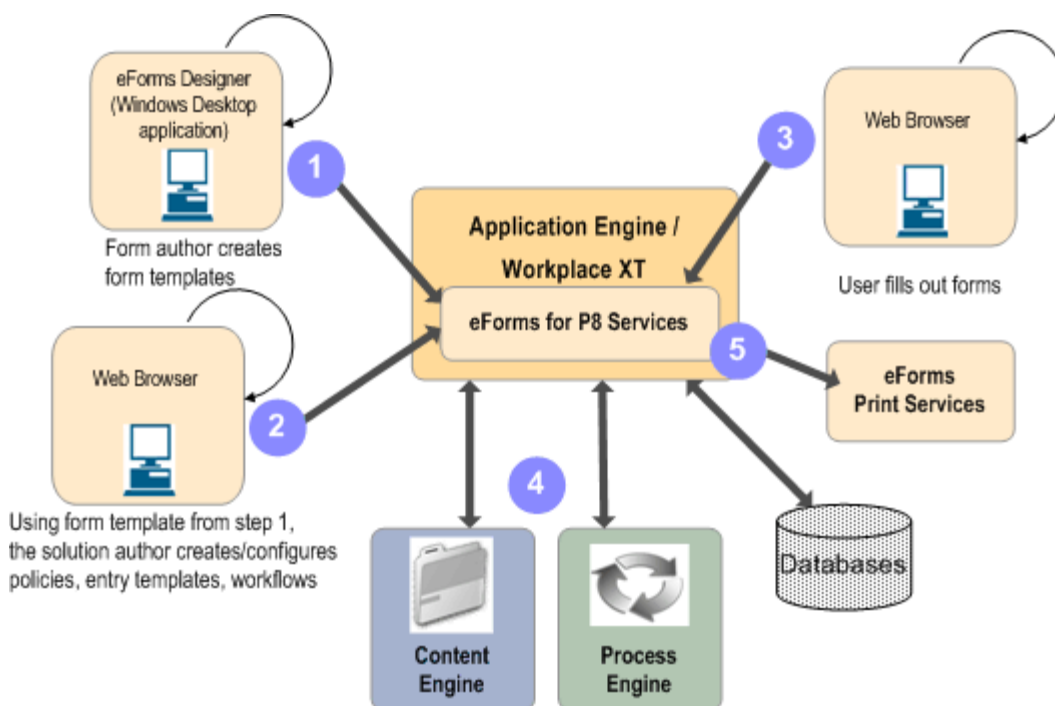 eForms Designer
(Windows Desktop
application)
1
Form author creates
form templates
Web Browser
2
Using form template from step 1,
the solution author creates/configures
policies, entry templates, workflows
Application Engine /
Workplace XT
eForms for P8 Services
3
Web Browser
User fills out forms
5
eForms
Print Services
4
Content
Engine
Process
Engine
Databases